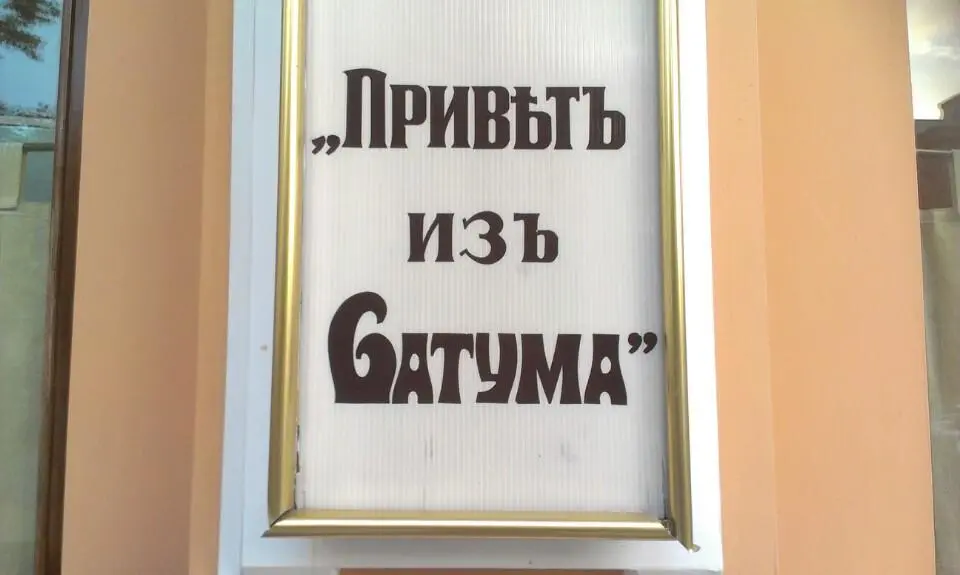 „Привѣтъ
изъ
Батума”